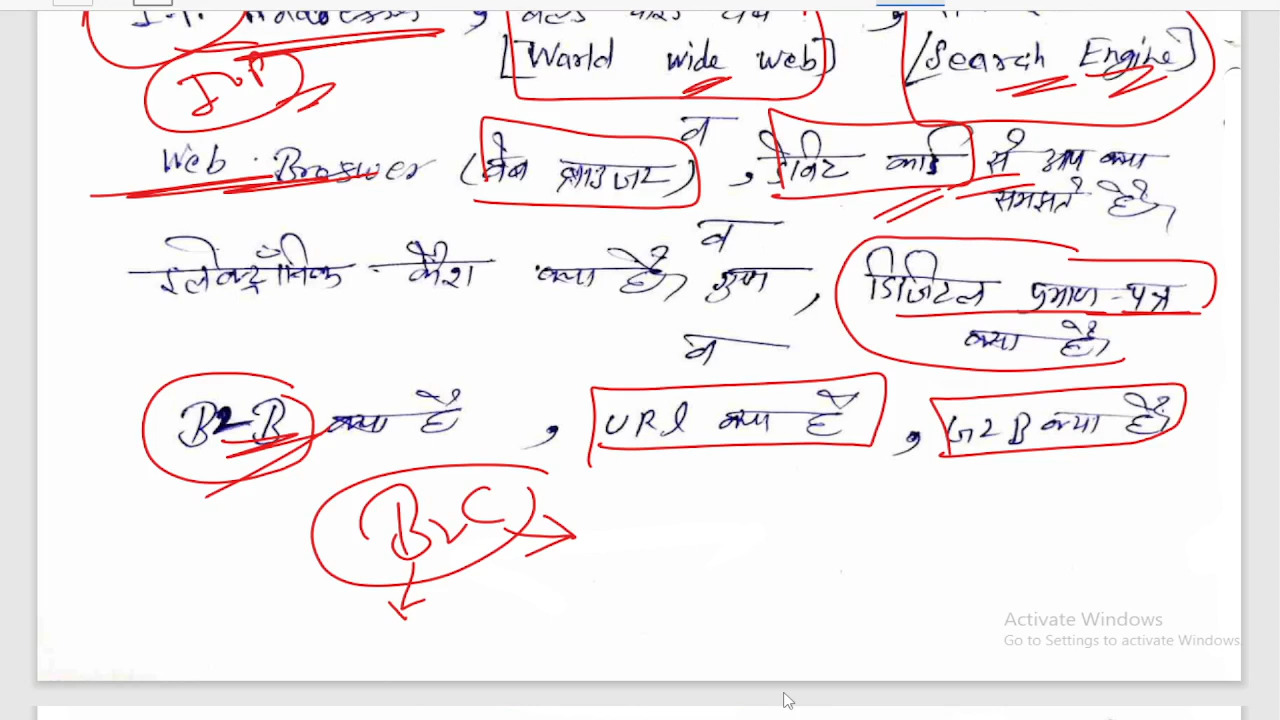 [World wide web] [Search Engine]
I.P
व
Web Broswer (वेब ब्राउजर) , डेबिट कार्ड से आप क्या
समझते है।
व
इलेक्ट्रॉनिक कैश क्या है। गुण , डिजिटल प्रमाण-पत्र
क्या है।
व
B2B क्या है , URl क्या है , G2B क्या है।
B2C
Activate Windows
Go to Settings to activate Windows.